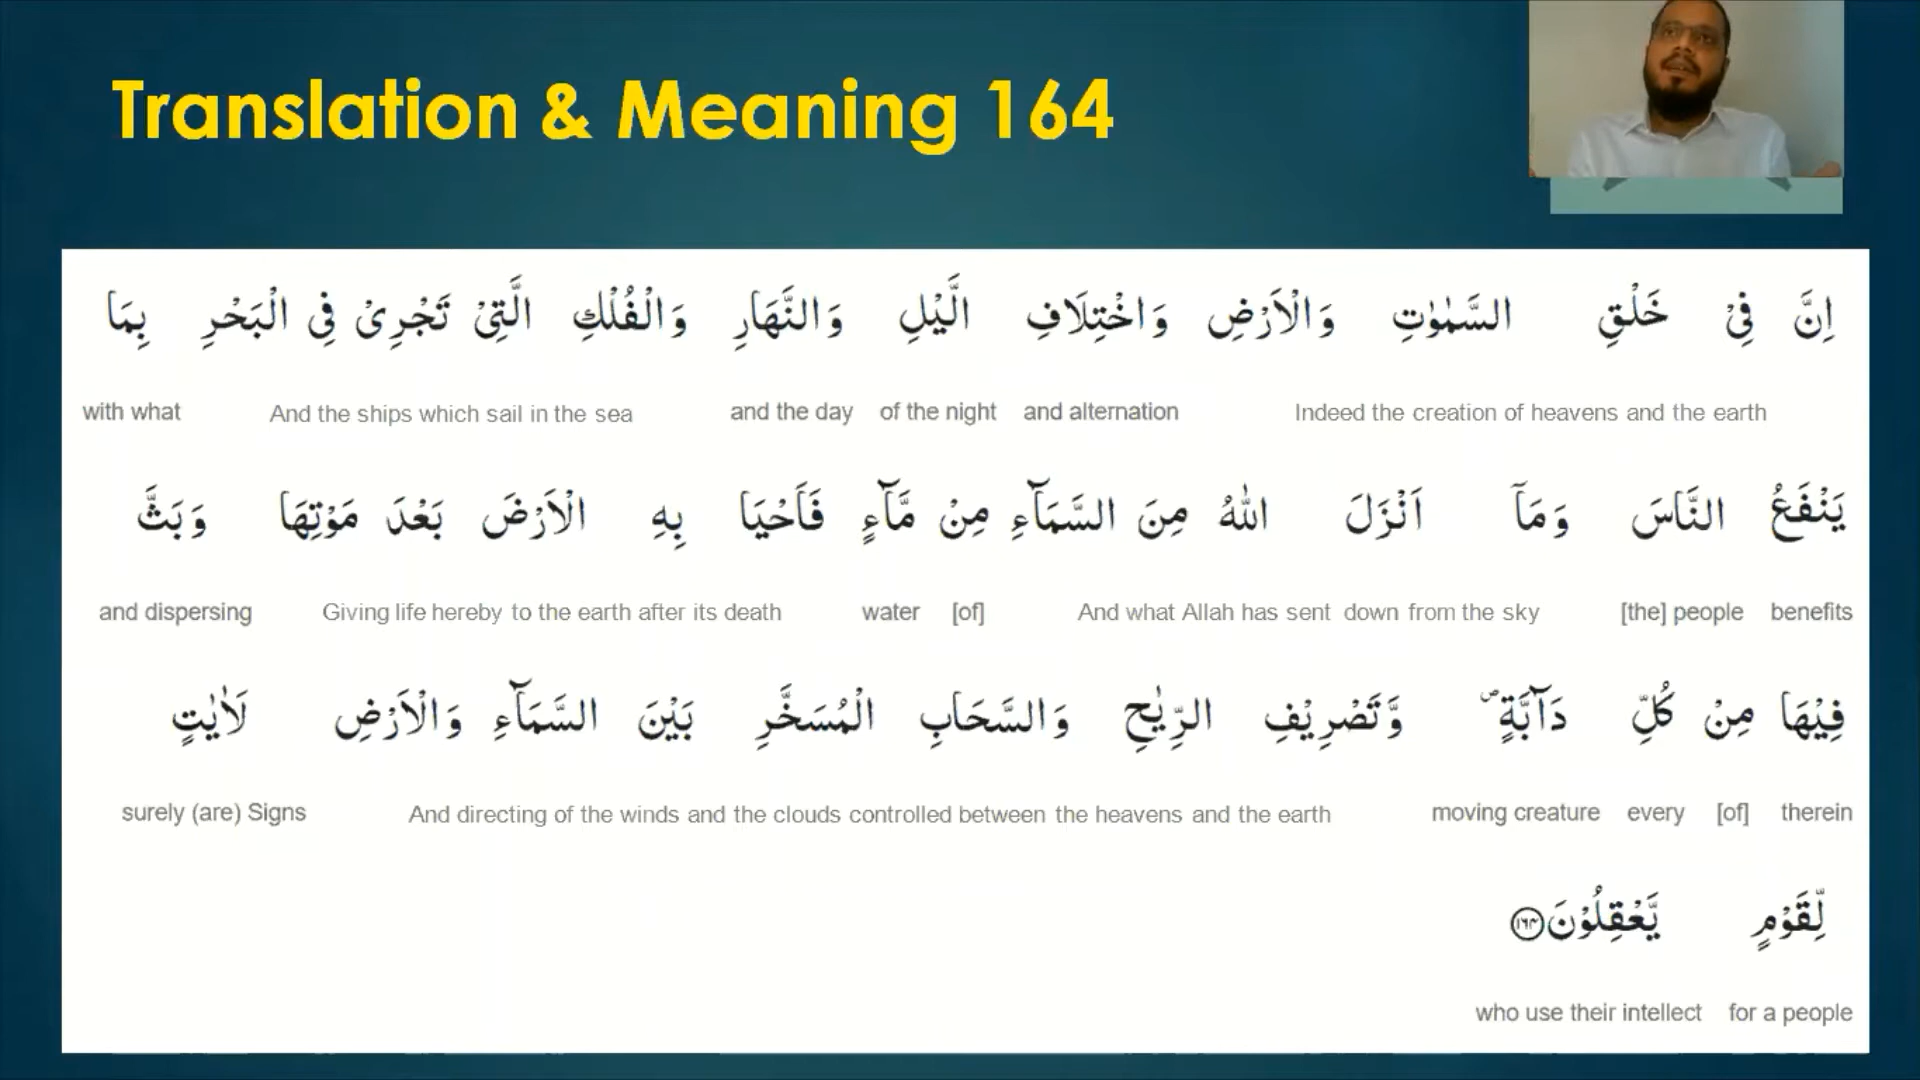 Translation & Meaning 164
اِنَّ فِیْ خَلْقِ السَّمٰوٰتِ وَالْاَرْضِ وَاخْتِلَافِ الَّیْلِ وَالنَّهَارِ وَالْفُلْكِ الَّتِیْ تَجْرِیْ فِی الْبَحْرِ بِمَا
Indeed the creation of heavens and the earth and alternation of the night and the day And the ships which sail in the sea with what
یَنْفَعُ النَّاسَ وَمَاۤ اَنْزَلَ اللّٰهُ مِنَ السَّمَآءِ مِنْ مَّآءٍ فَاَحْیَا بِهِ الْاَرْضَ بَعْدَ مَوْتِهَا وَبَثَّ
benefits [the] people And what Allah has sent down from the sky [of] water Giving life hereby to the earth after its death and dispersing
فِیْهَا مِنْ كُلِّ دَآبَّةٍ ۪ وَّتَصْرِیْفِ الرِّیٰحِ وَالسَّحَابِ الْمُسَخَّرِ بَیْنَ السَّمَآءِ وَالْاَرْضِ لَاٰیٰتٍ
therein [of] every moving creature And directing of the winds and the clouds controlled between the heavens and the earth surely (are) Signs
لِّقَوْمٍ یَّعْقِلُوْنَ ۝١٦٤
for a people who use their intellect